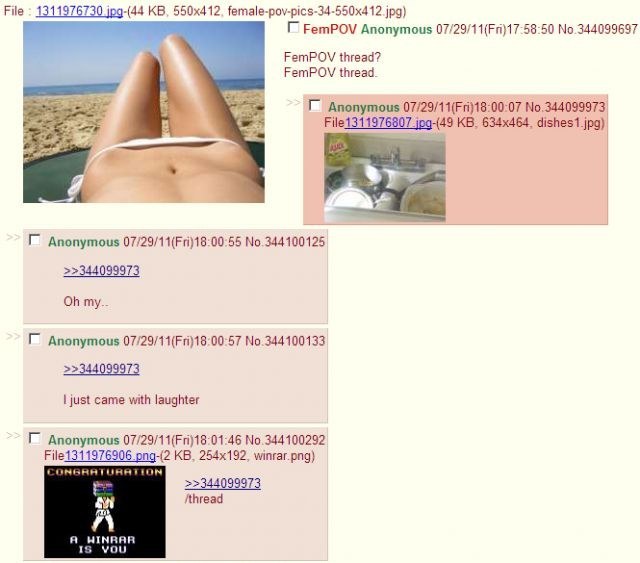 File : 1311976730.jpg-(44 KB, 550x412, female-pov-pics-34-550x412.jpg)
FemPOV Anonymous 07/29/11(Fri)17:58:50 No.344099697
FemPOV thread?
FemPOV thread.
>> Anonymous 07/29/11(Fri)18:00:07 No.344099973
File1311976807.jpg-(49 KB, 634x464, dishes1.jpg)
AJAX
>> Anonymous 07/29/11(Fri)18:00:55 No.344100125
>>344099973
Oh my..
>> Anonymous 07/29/11(Fri)18:00:57 No.344100133
>>344099973
I just came with laughter
>> Anonymous 07/29/11(Fri)18:01:46 No.344100292
File1311976906.png-(2 KB, 254x192, winrar.png)
CONGRATURATION
A WINRAR
IS YOU
>>344099973
/thread